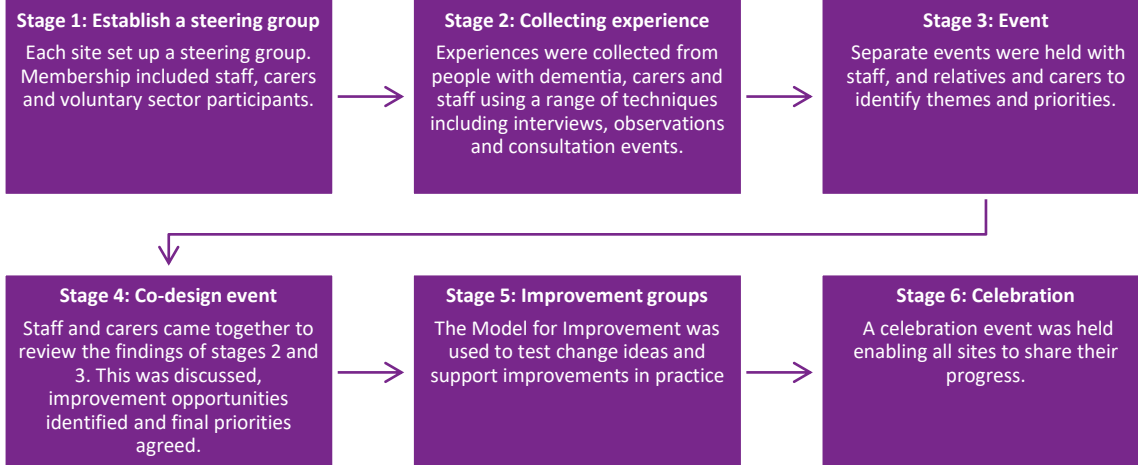 Stage 1: Establish a steering group
Each site set up a steering group.
Membership included staff, carers
and voluntary sector participants.
Stage 2: Collecting experience
Experiences were collected from
people with dementia, carers and
staff using a range of techniques
including interviews, observations
and consultation events.
Stage 3: Event
Separate events were held with
staff, and relatives and carers to
identify themes and priorities.
Stage 4: Co-design event
Staff and carers came together to
review the findings of stages 2 and
3. This was discussed,
improvement opportunities
identified and final priorities
agreed.
Stage 5: Improvement groups
The Model for Improvement was
used to test change ideas and
support improvements in practice
Stage 6: Celebration
A celebration event was held
enabling all sites to share their
progress.